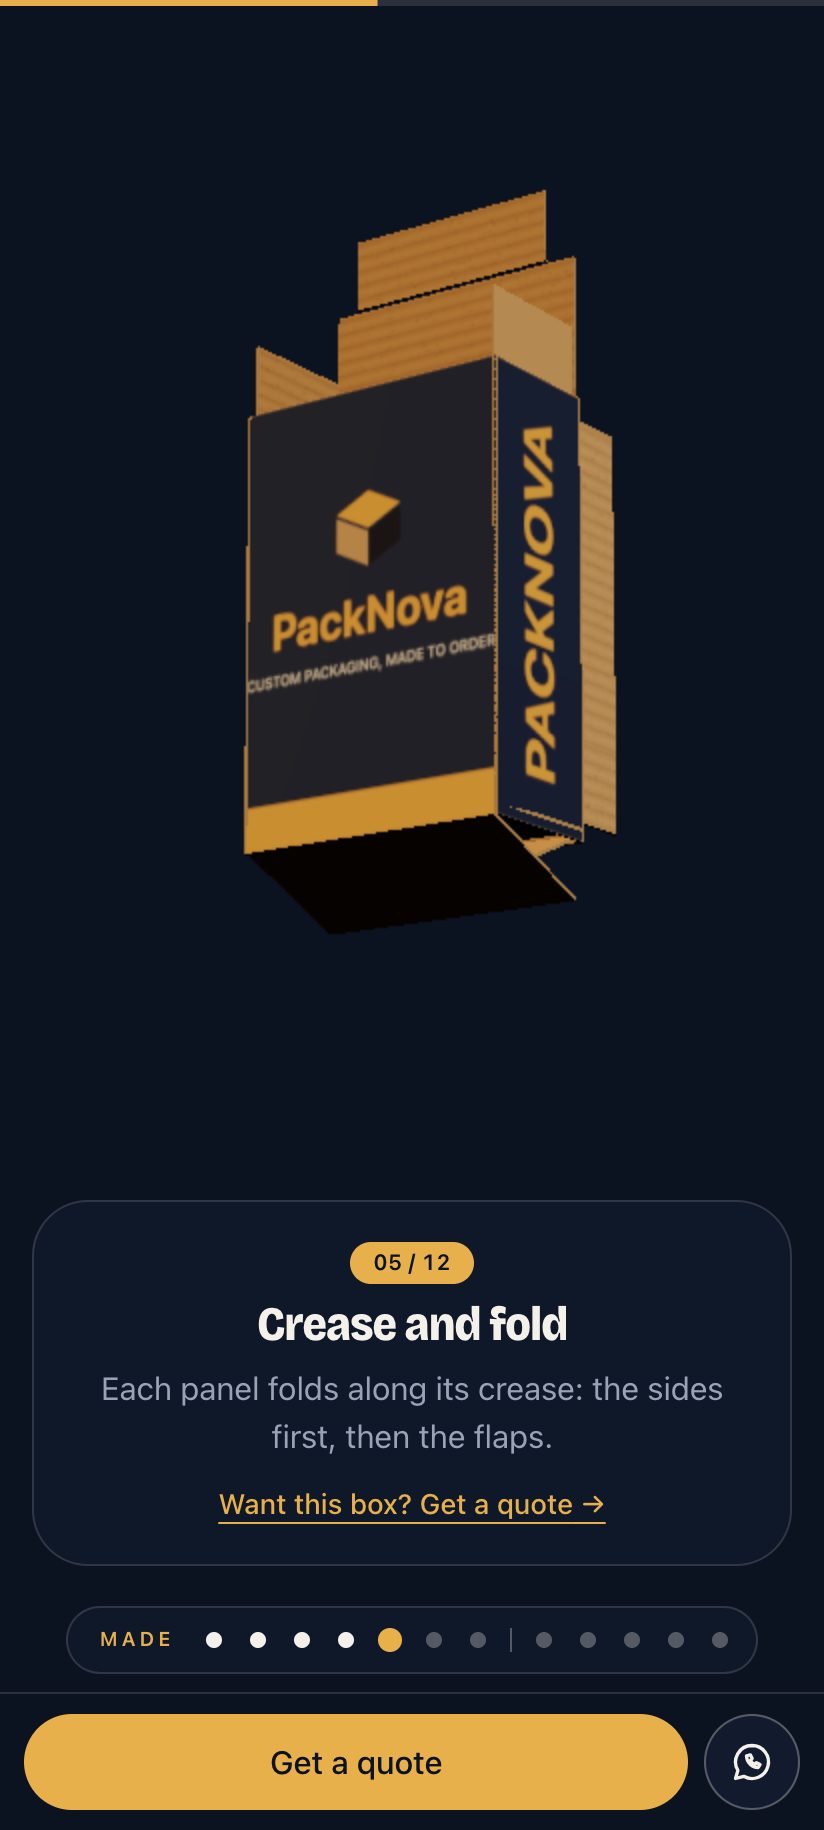 PackNova
CUSTOM PACKAGING, MADE TO ORDER
PACKNOVA
05 / 12
Crease and fold
Each panel folds along its crease: the sides
first, then the flaps.
Want this box? Get a quote →
MADE
Get a quote